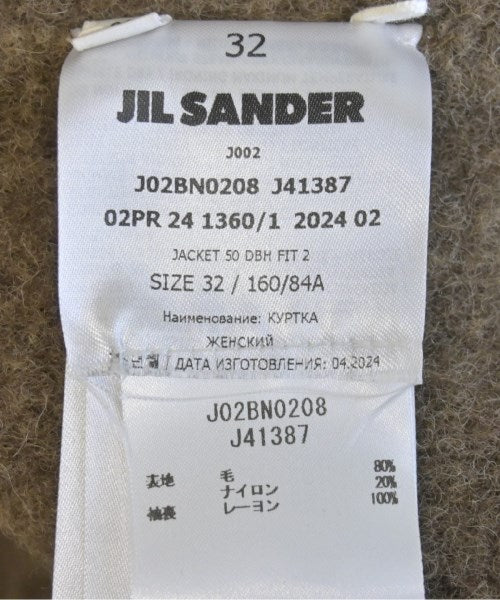 32
JIL SANDER
J002
J02BN0208 J41387
02PR 24 1360/1 2024 02
JACKET 50 DBH FIT 2
SIZE 32 / 160/84A
Наименование: КУРТКА
ЖЕНСКИЙ
ДАТА ИЗГОТОВЛЕНИЯ: 04.2024
J02BN0208
J41387
表地 毛 80%
ナイロン 20%
袖裏 レーヨン 100%